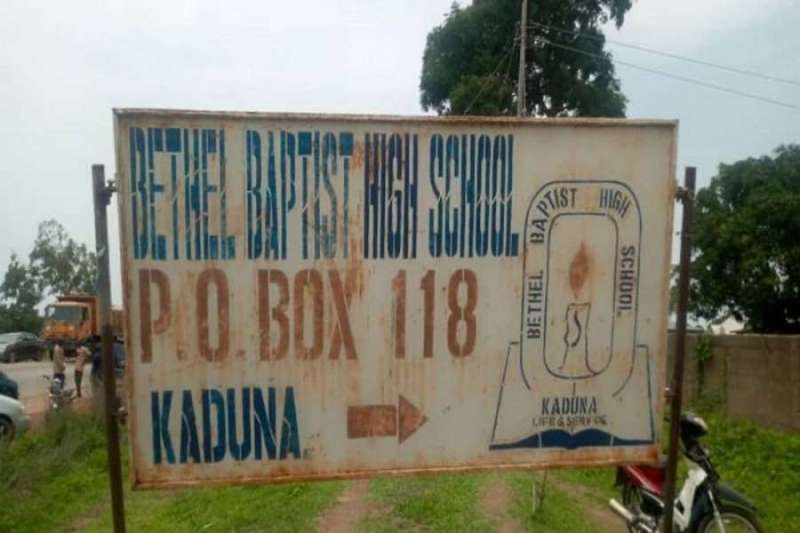 BETHEL BAPTIST HIGH SCHOOL
P.O. BOX 118
KADUNA.
BETHEL BAPTIST HIGH SCHOOL
KADUNA
LIFE & SERVICE